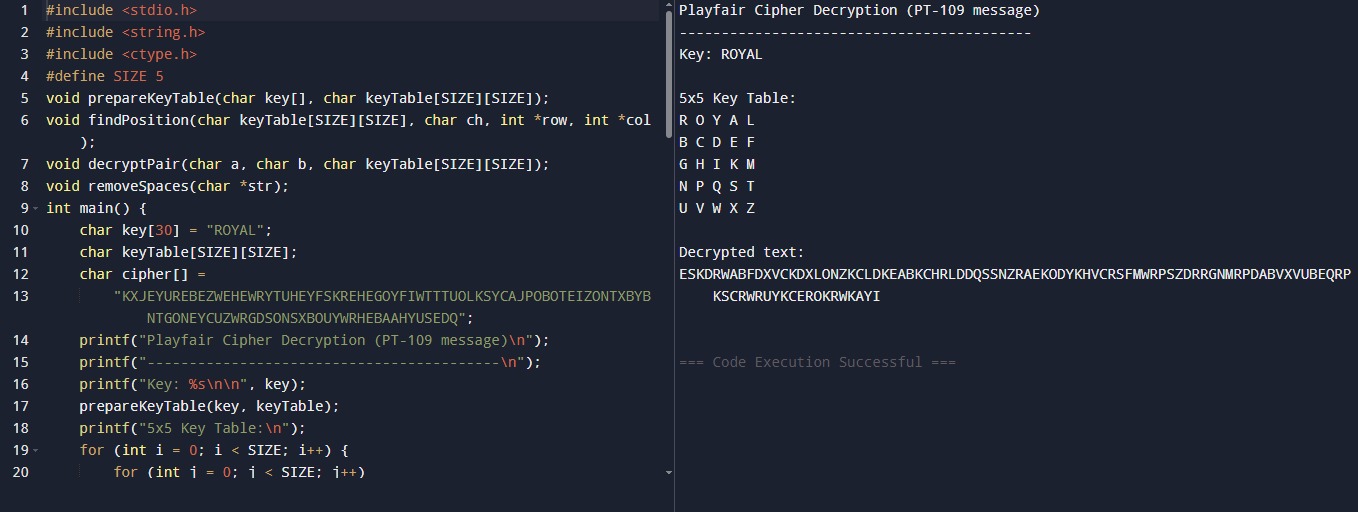 1 #include <stdio.h>
2 #include <string.h>
3 #include <ctype.h>
4 #define SIZE 5
5 void prepareKeyTable(char key[], char keyTable[SIZE][SIZE]);
6 void findPosition(char keyTable[SIZE][SIZE], char ch, int *row, int *col
);
7 void decryptPair(char a, char b, char keyTable[SIZE][SIZE]);
8 void removeSpaces(char *str);
9 int main() {
10 char key[30] = "ROYAL";
11 char keyTable[SIZE][SIZE];
12 char cipher[] =
13 "KXJEYUREBEZWEHEWRYTUHEYFSKREHEGOYFIWTTTUOLKSYCAJPOBOTEIZONTXBYB
NTGONEYCUZWRGDSONSXBOUYWRHEBAAHYUSEDQ";
14 printf("Playfair Cipher Decryption (PT-109 message)\n");
15 printf("------------------------------------------\n");
16 printf("Key: %s\n\n", key);
17 prepareKeyTable(key, keyTable);
18 printf("5x5 Key Table:\n");
19 for (int i = 0; i < SIZE; i++) {
20 for (int j = 0; j < SIZE; j++)
Playfair Cipher Decryption (PT-109 message)
------------------------------------------
Key: ROYAL
5x5 Key Table:
R O Y A L
B C D E F
G H I K M
N P Q S T
U V W X Z
Decrypted text:
ESKDRWABFDXVCKDXLONZKCLDKEABKCHRLDDQSSNZRAEKODYKHVCRSFMWRPSZDRRGNMRPDABVXVUBEQRP
KSCRWRUYKCEROKRWKAYI
=== Code Execution Successful ===